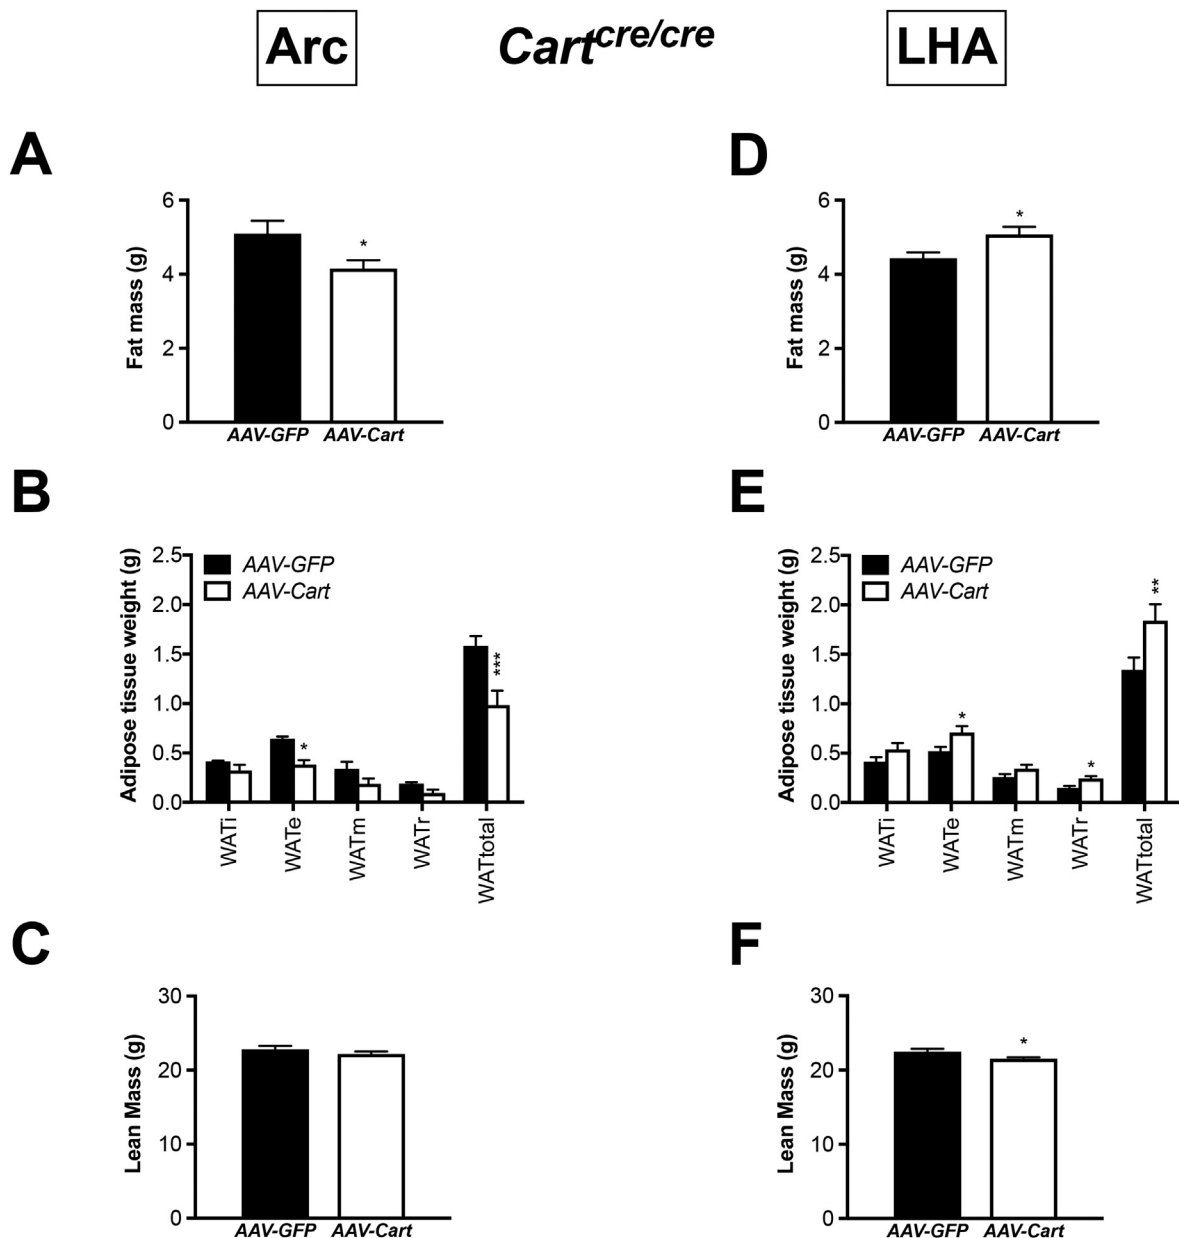 Arc
Cart^cre/cre
LHA
A
Fat mass (g)
6
4
2
0
*
AAV-GFP AAV-Cart
D
Fat mass (g)
6
4
2
0
*
AAV-GFP AAV-Cart
B
Adipose tissue weight (g)
2.5
2.0
1.5
1.0
0.5
0.0
AAV-GFP
AAV-Cart
*
***
WATi
WATe
WATm
WATr
WATtotal
E
Adipose tissue weight (g)
2.5
2.0
1.5
1.0
0.5
0.0
AAV-GFP
AAV-Cart
*
*
**
WATi
WATe
WATm
WATr
WATtotal
C
Lean Mass (g)
30
20
10
0
AAV-GFP AAV-Cart
F
Lean Mass (g)
30
20
10
0
*
AAV-GFP AAV-Cart